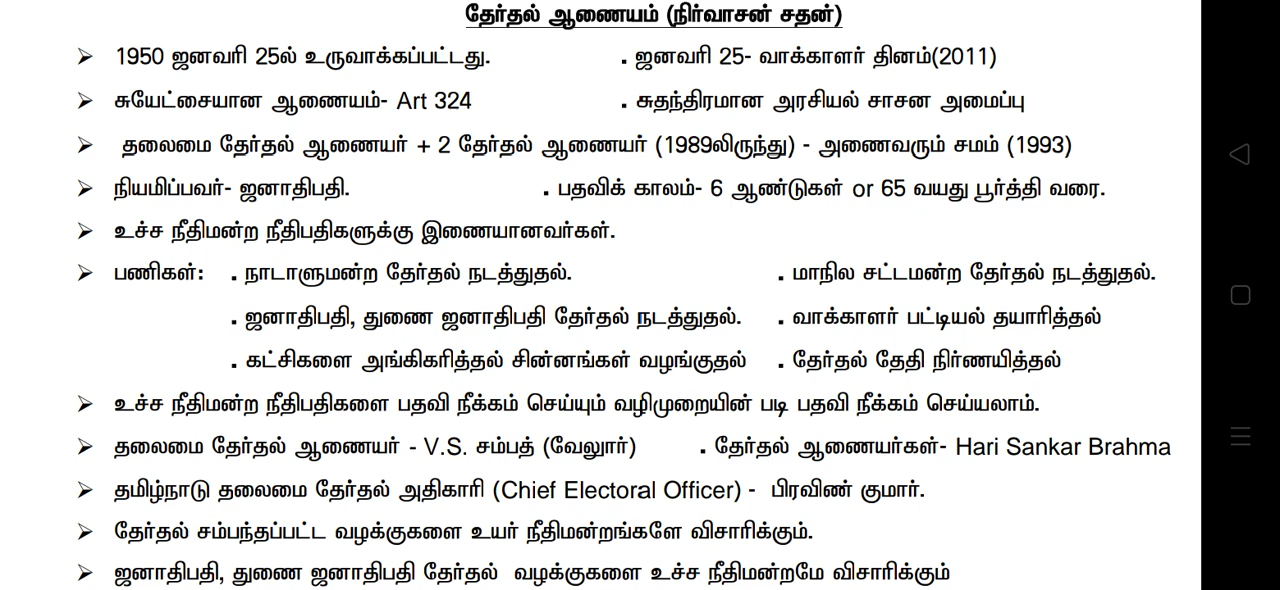 தேர்தல் ஆணையம் (நிர்வாசன் சதன்)
➢ 1950 ஜனவரி 25ல் உருவாக்கப்பட்டது. . ஜனவரி 25- வாக்காளர் தினம்(2011)
➢ சுயேட்சையான ஆணையம்- Art 324 . சுதந்திரமான அரசியல் சாசன அமைப்பு
➢ தலைமை தேர்தல் ஆணையர் + 2 தேர்தல் ஆணையர் (1989லிருந்து) - அணைவரும் சமம் (1993)
➢ நியமிப்பவர்- ஜனாதிபதி. . பதவிக் காலம்- 6 ஆண்டுகள் or 65 வயது பூர்த்தி வரை.
➢ உச்ச நீதிமன்ற நீதிபதிகளுக்கு இணையானவர்கள்.
➢ பணிகள்: . நாடாளுமன்ற தேர்தல் நடத்துதல். . மாநில சட்டமன்ற தேர்தல் நடத்துதல்.
. ஜனாதிபதி, துணை ஜனாதிபதி தேர்தல் நடத்துதல். . வாக்காளர் பட்டியல் தயாரித்தல்
. கட்சிகளை அங்கிகரித்தல் சின்னங்கள் வழங்குதல் . தேர்தல் தேதி நிர்ணயித்தல்
➢ உச்ச நீதிமன்ற நீதிபதிகளை பதவி நீக்கம் செய்யும் வழிமுறையின் படி பதவி நீக்கம் செய்யலாம்.
➢ தலைமை தேர்தல் ஆணையர் - V.S. சம்பத் (வேலுார்) . தேர்தல் ஆணையர்கள்- Hari Sankar Brahma
➢ தமிழ்நாடு தலைமை தேர்தல் அதிகாரி (Chief Electoral Officer) - பிரவிண் குமார்.
➢ தேர்தல் சம்பந்தப்பட்ட வழக்குகளை உயர் நீதிமன்றங்களே விசாரிக்கும்.
➢ ஜனாதிபதி, துணை ஜனாதிபதி தேர்தல் வழக்குகளை உச்ச நீதிமன்றமே விசாரிக்கும்